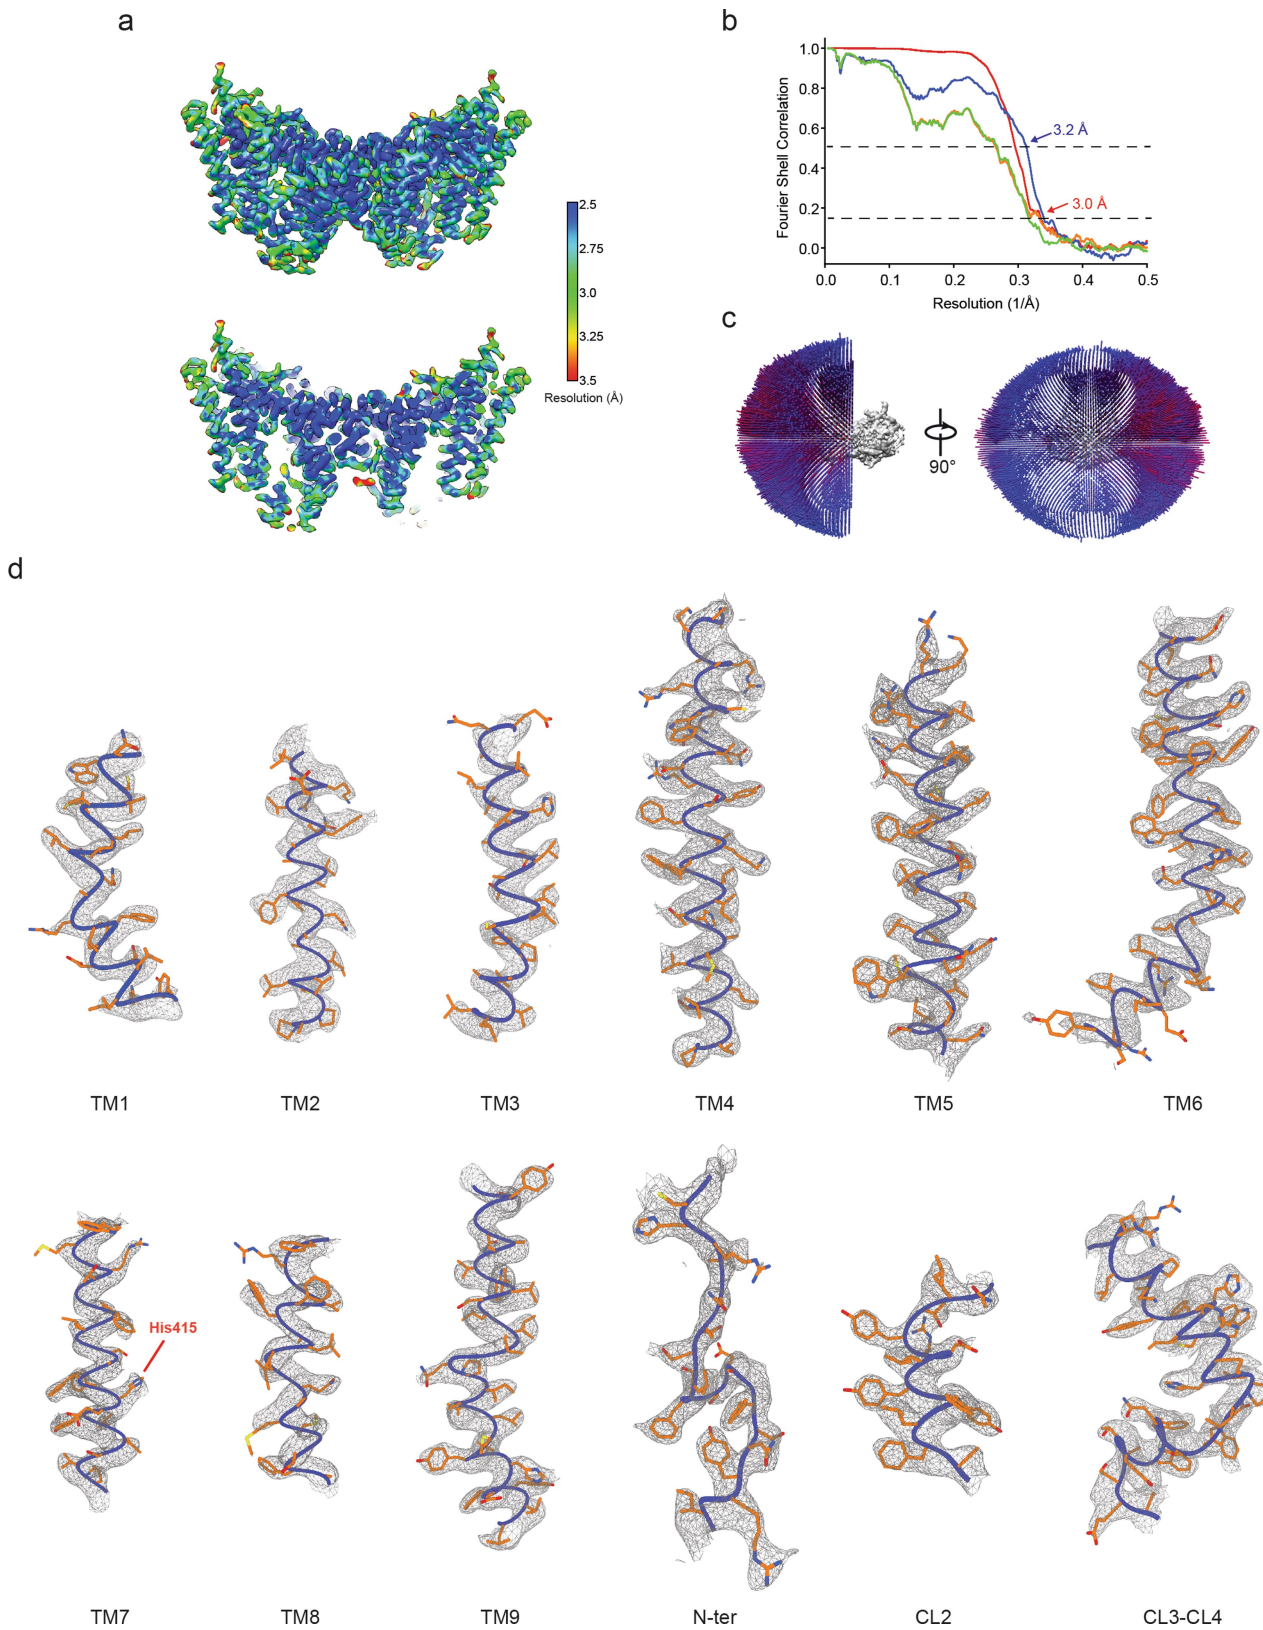 a
2.5
2.75
3.0
3.25
3.5
Resolution (Å)
b
Fourier Shell Correlation
1.0
0.8
0.6
0.4
0.2
0.0
3.2 Å
3.0 Å
0.0 0.1 0.2 0.3 0.4 0.5
Resolution (1/Å)
c
90°
d
TM1 TM2 TM3 TM4 TM5 TM6
His415
TM7 TM8 TM9 N-ter CL2 CL3-CL4